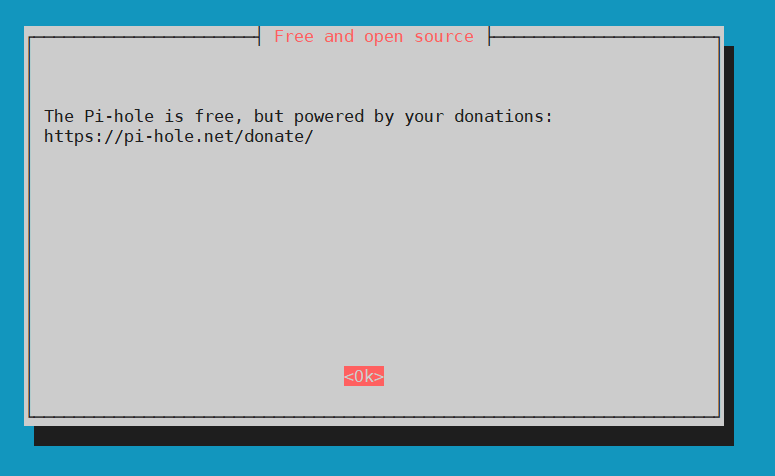 Free and open source
The Pi-hole is free, but powered by your donations:
https://pi-hole.net/donate/
<Ok>